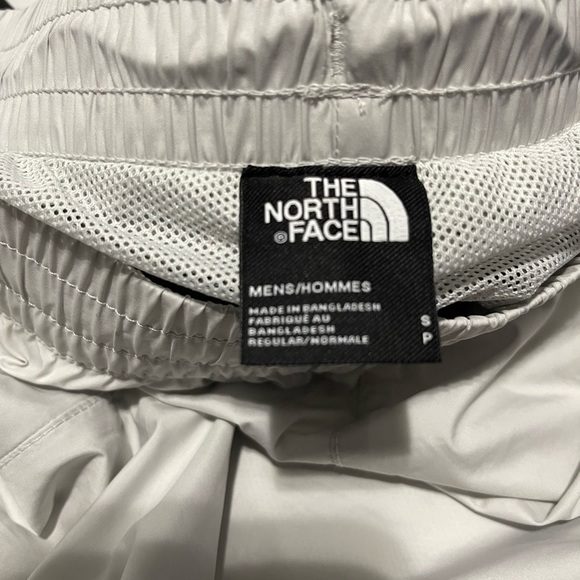 THE
NORTH
®FACE
MENS/HOMMES
MADE IN BANGLADESH
FABRIQUÉ AU
BANGLADESH
REGULAR/NORMALE
S
P